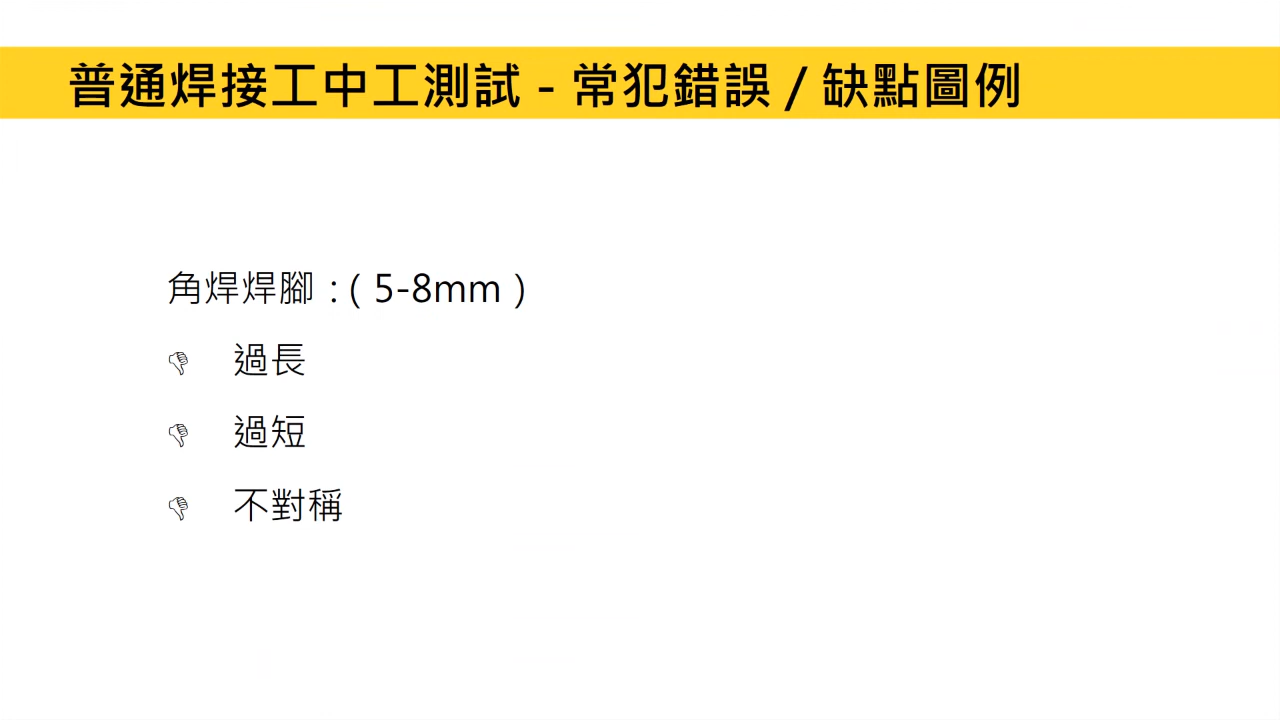 普通焊接工中工測試 - 常犯錯誤 / 缺點圖例
角焊焊腳 : ( 5-8mm )
👎 過長
👎 過短
👎 不對稱